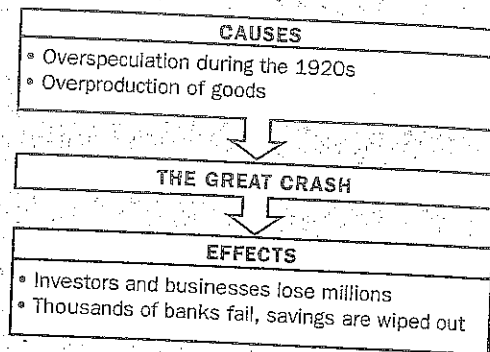 CAUSES
• Overspeculation during the 1920s
• Overproduction of goods
THE GREAT CRASH
EFFECTS
• Investors and businesses lose millions
• Thousands of banks fail, savings are wiped out